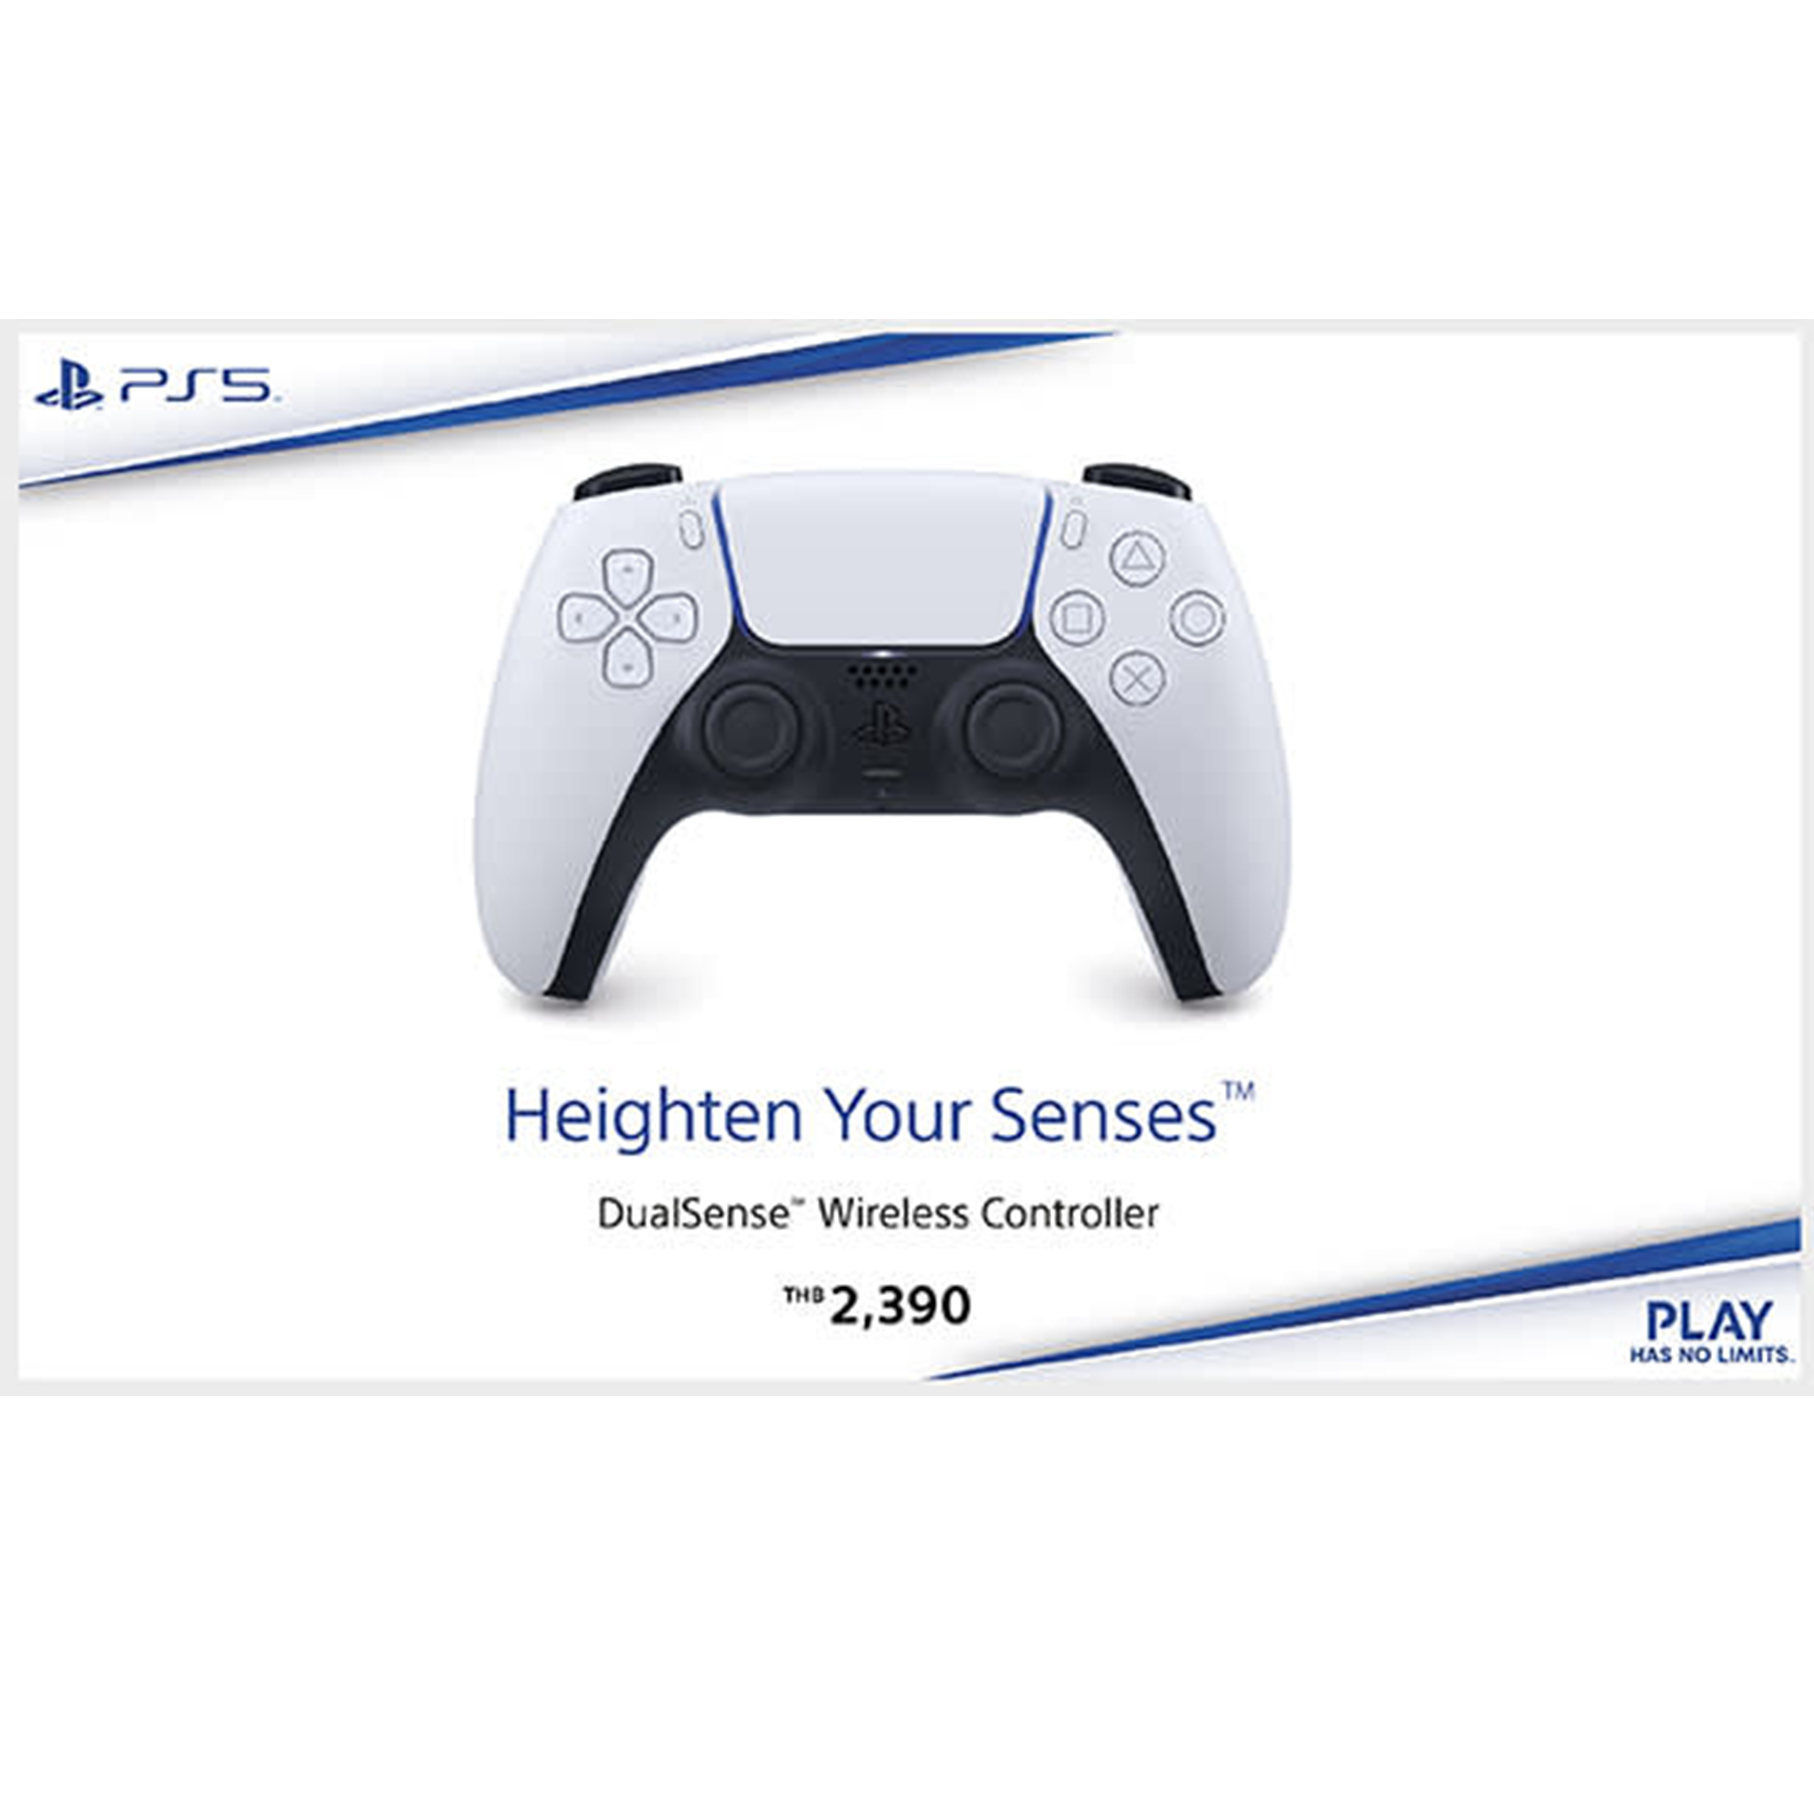 PS5
Heighten Your Senses™
DualSense™ Wireless Controller
THB 2,390
PLAY
HAS NO LIMITS.